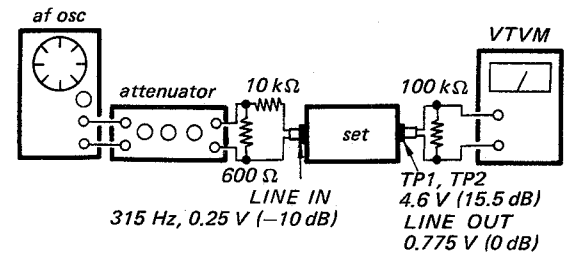 af osc
VTVM
attenuator
10 kΩ
100 kΩ
set
600 Ω
LINE IN
315 Hz, 0.25 V (−10 dB)
TP1, TP2
4.6 V (15.5 dB)
LINE OUT
0.775 V (0 dB)